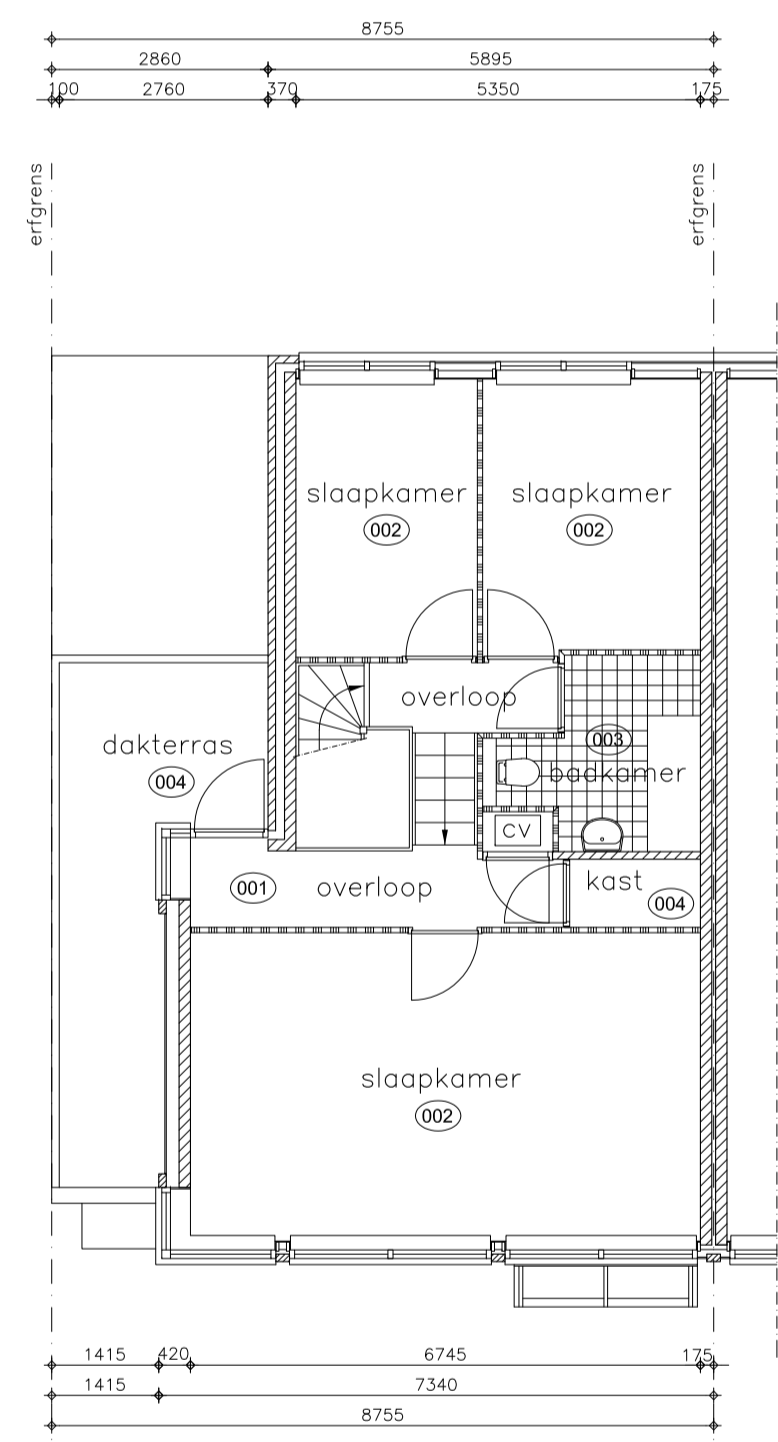 8755
2860 5895
100 2760 370 5350 175
erfgrens erfgrens
slaapkamer slaapkamer
002 002
overloop
dakterras
004
003
badkamer
cv
001 overloop kast
004
slaapkamer
002
1415 420 6745 175
1415 7340
8755